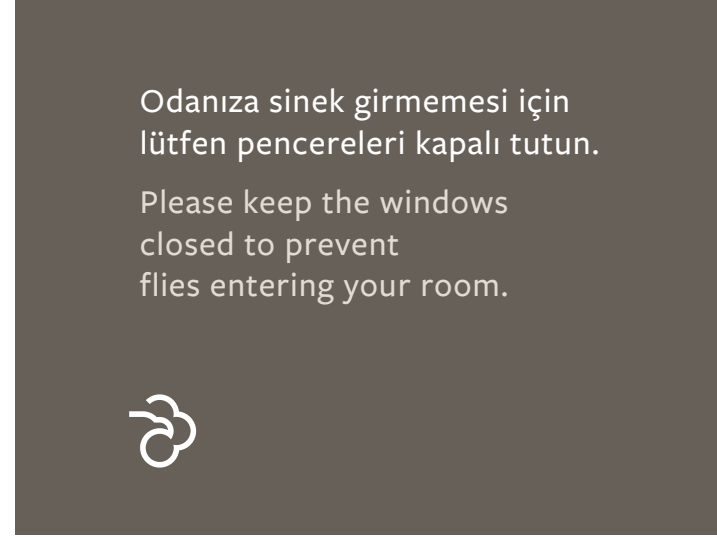 Odanıza sinek girmemesi için
lütfen pencereleri kapalı tutun.
Please keep the windows
closed to prevent
flies entering your room.